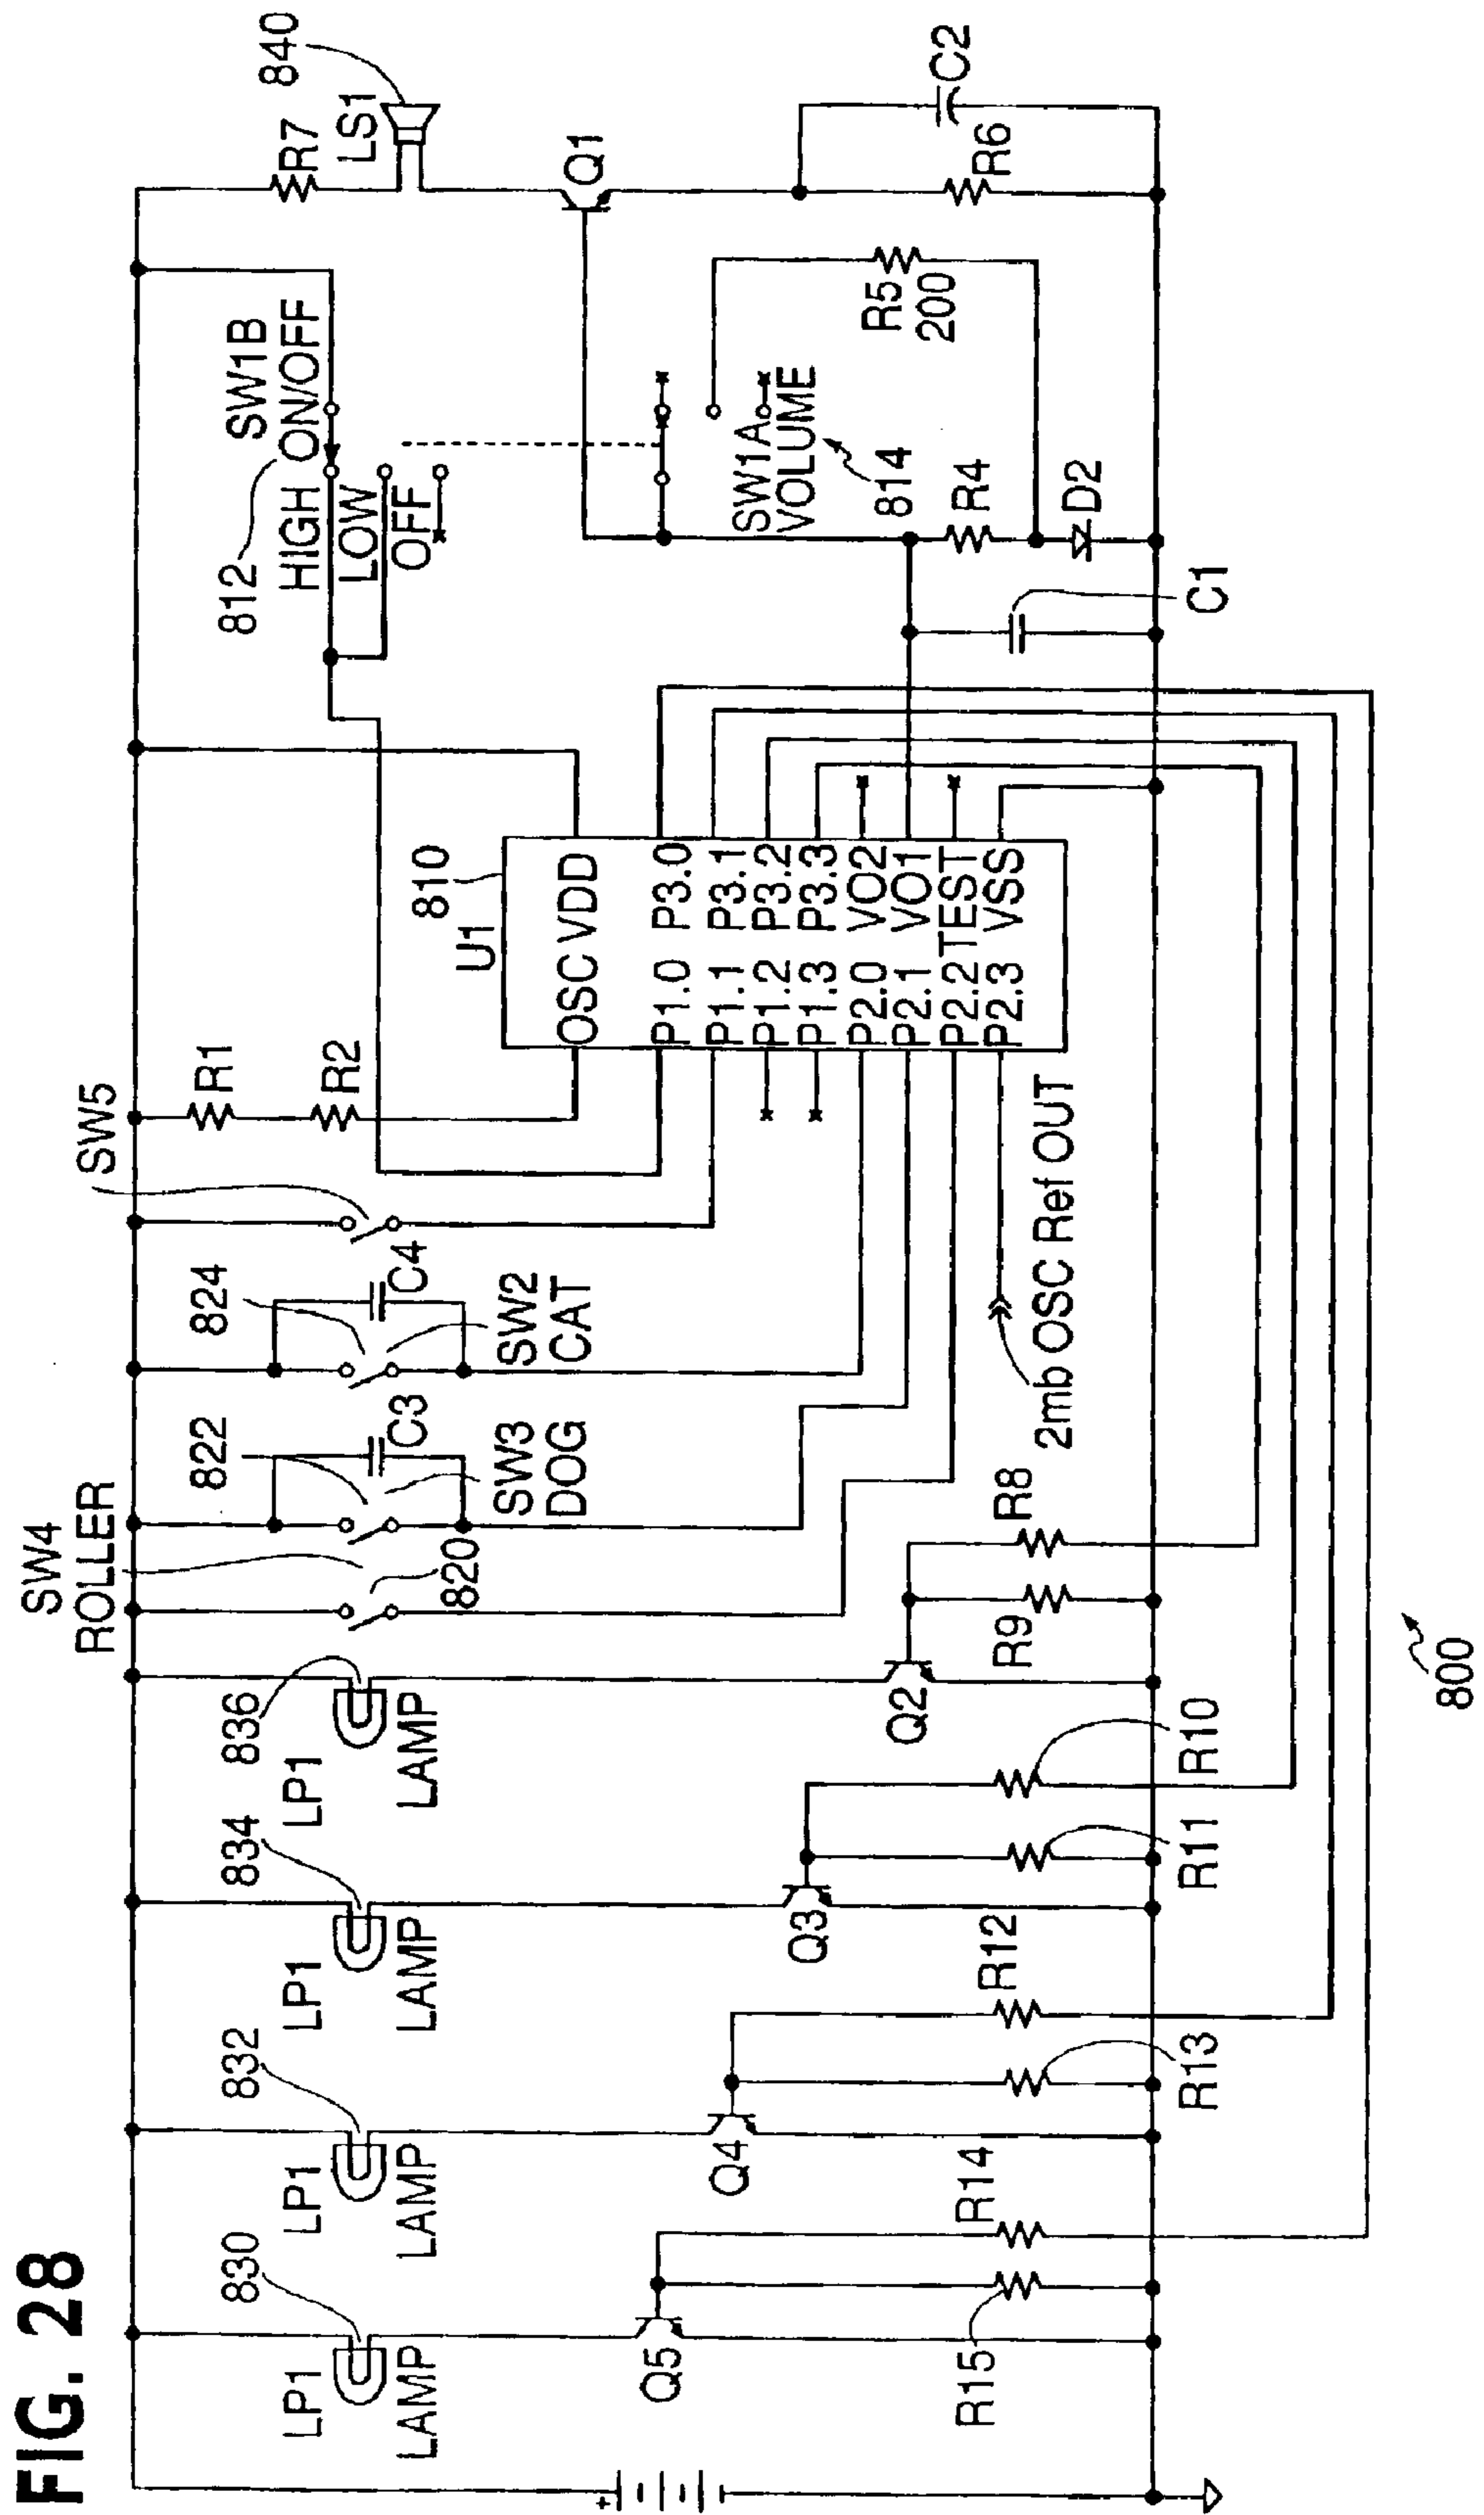 FIG. 28
SW4
ROLLER
SW5
830
832
834
836
822
824
R1
812
SW1B
ON/OFF
R7
840
LP1
LP1
LP1
LP1
R2
HIGH
LOW
OFF
LS1
LAMP
LAMP
LAMP
LAMP
820
C3
C4
SW3
DOG
SW2
CAT
U1
810
Q1
OSC VDD
P1.0 P3.0
P1.1 P3.1
P1.2 P3.2
P1.3 P3.3
P2.0 VO2
P2.1 VO1
P2.2 TEST
P2.3 VSS
SW1A
VOLUME
814
Q5
Q4
Q3
Q2
R5
200
C2
R15
R14
R12
R9
R8
R4
R6
2mb OSC Ref OUT
D2
R13
R11
R10
C1
800
+